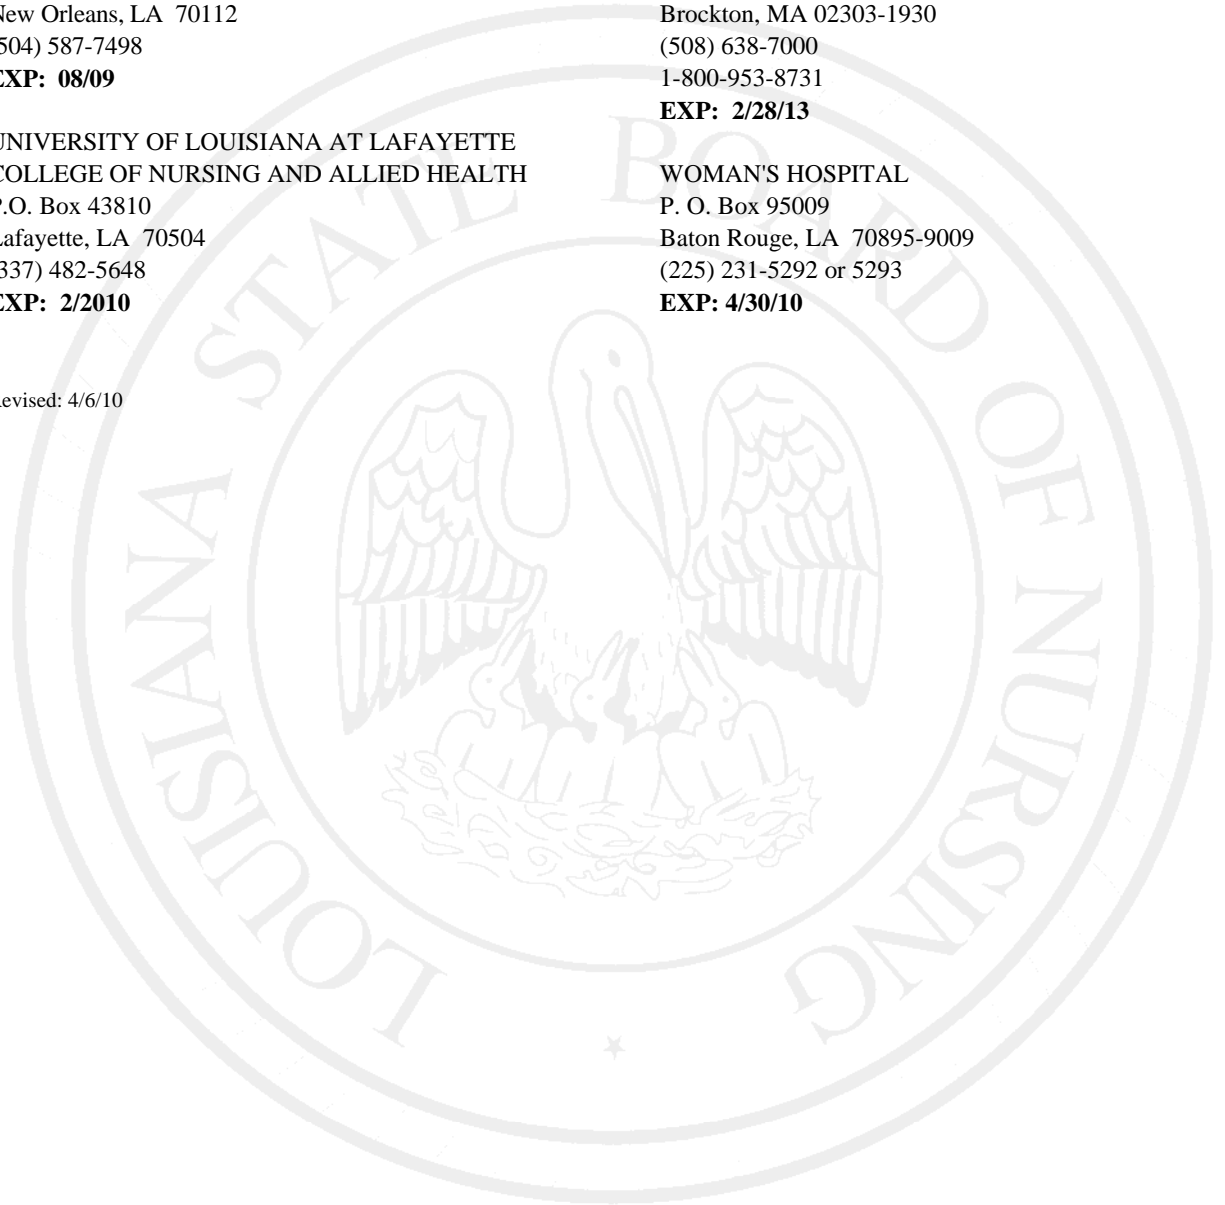 New Orleans, LA 70112
504) 587-7498
EXP: 08/09
UNIVERSITY OF LOUISIANA AT LAFAYETTE
COLLEGE OF NURSING AND ALLIED HEALTH
P.O. Box 43810
Lafayette, LA 70504
337) 482-5648
EXP: 2/2010
Revised: 4/6/10
Brockton, MA 02303-1930
(508) 638-7000
1-800-953-8731
EXP: 2/28/13
WOMAN'S HOSPITAL
P. O. Box 95009
Baton Rouge, LA 70895-9009
(225) 231-5292 or 5293
EXP: 4/30/10
LOUISIANA STATE BOARD OF NURSING